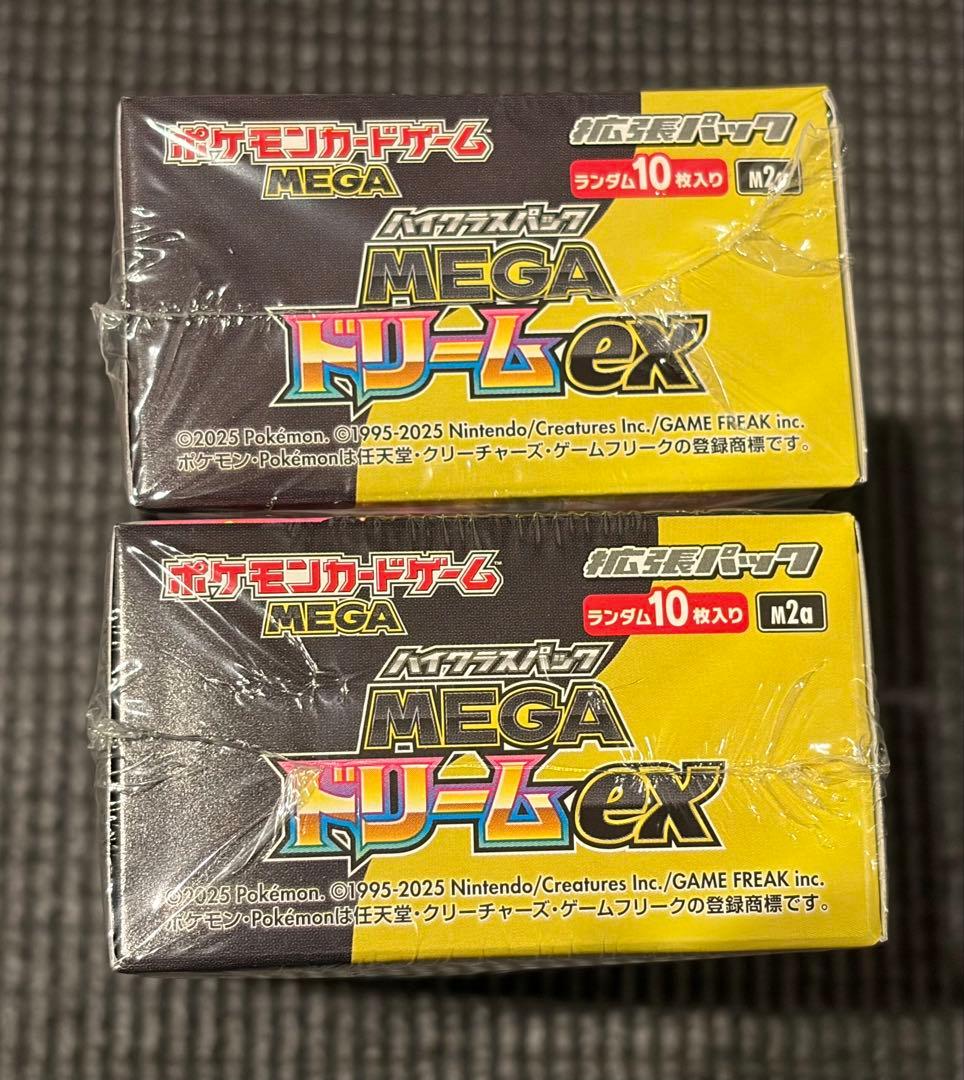 ポケモンカードゲーム™
MEGA
拡張パック
ランダム10枚入り M2a
ハイクラスパック
MEGA
ドリームex
©2025 Pokémon. ©1995-2025 Nintendo/Creatures Inc./GAME FREAK inc.
ポケモン・Pokémonは任天堂・クリーチャーズ・ゲームフリークの登録商標です。
ポケモンカードゲーム™
MEGA
拡張パック
ランダム10枚入り M2a
ハイクラスパック
MEGA
ドリームex
©2025 Pokémon. ©1995-2025 Nintendo/Creatures Inc./GAME FREAK inc.
ポケモン・Pokémonは任天堂・クリーチャーズ・ゲームフリークの登録商標です。